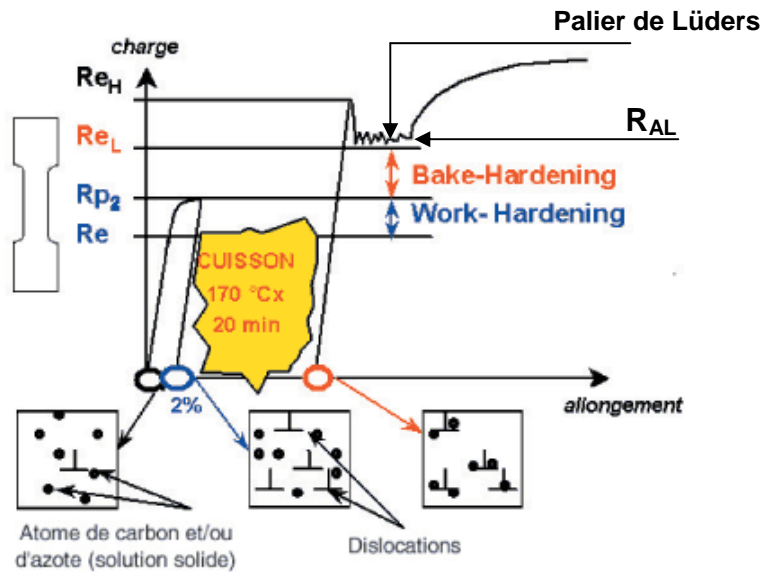 Palier de Lüders
charge
ReH
ReL
RAL
Bake-Hardening
Rp2
Work-Hardening
Re
CUISSON
170 °Cx
20 min
2%
allongement
Atome de carbon et/ou
d'azote (solution solide)
Dislocations